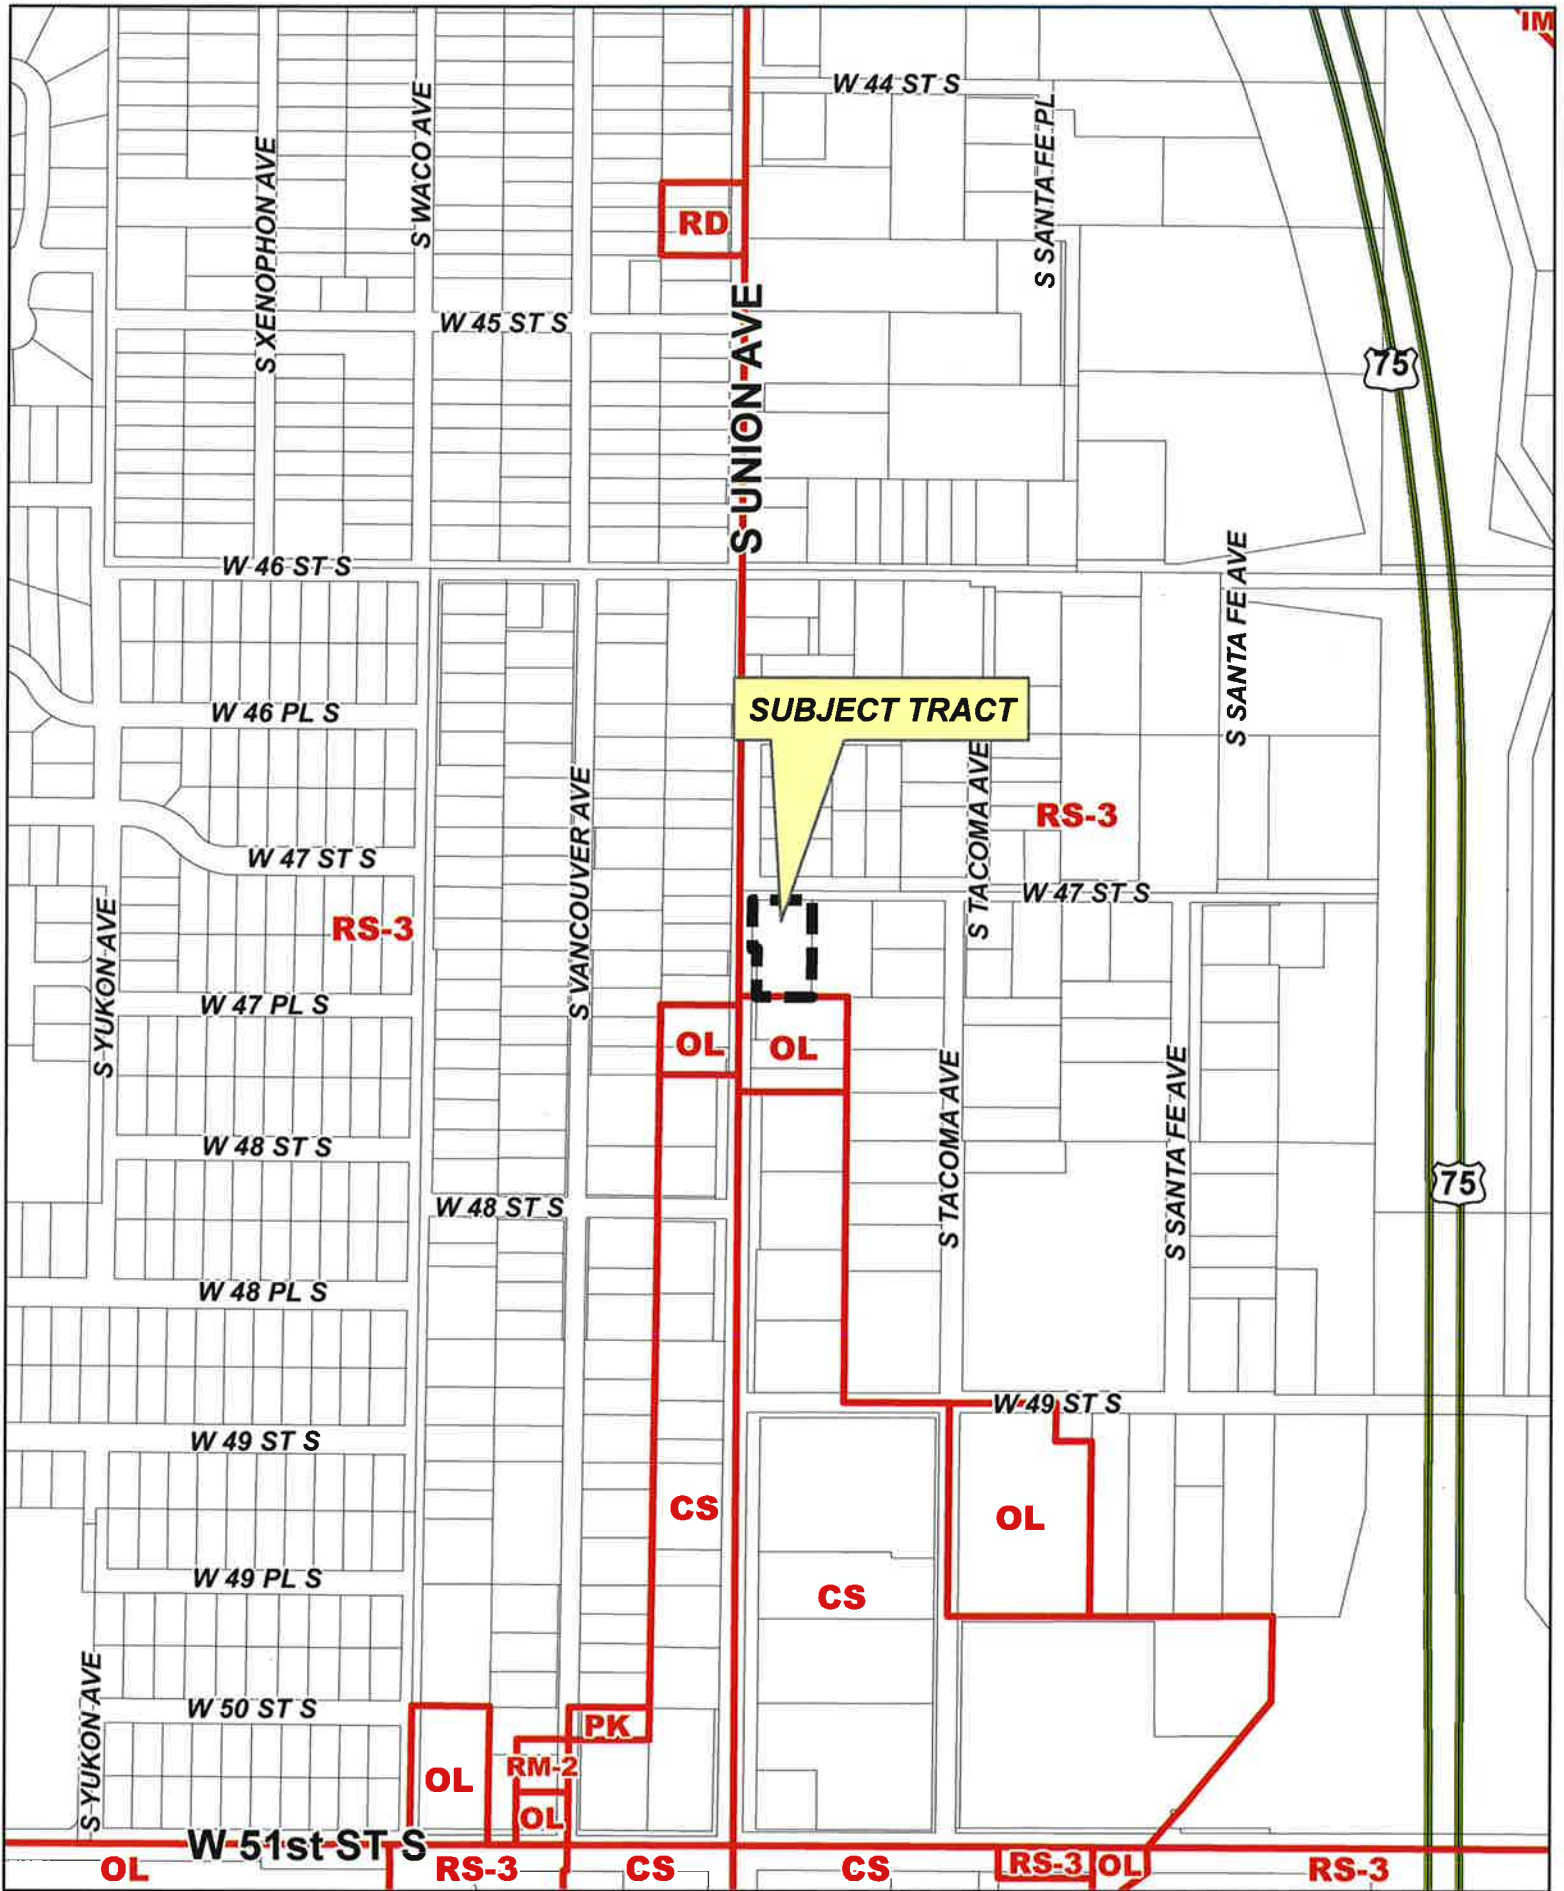 IM
W 44 ST S
S WACO AVE
S SANTA FE PL
S XENOPHON AVE
RD
W 45 ST S
S UNION AVE
75
W 46 ST S
S SANTA FE AVE
W 46 PL S
SUBJECT TRACT
S VANCOUVER AVE
S TACOMA AVE
RS-3
W 47 ST S
W 47 ST S
S YUKON AVE
RS-3
W 47 PL S
OL
OL
S TACOMA AVE
S SANTA FE AVE
W 48 ST S
75
W 48 ST S
W 48 PL S
W 49 ST S
W 49 ST S
CS
OL
W 49 PL S
CS
S YUKON AVE
W 50 ST S
PK
RM-2
OL
OL
W 51st ST S
OL
RS-3
CS
CS
RS-3
OL
RS-3